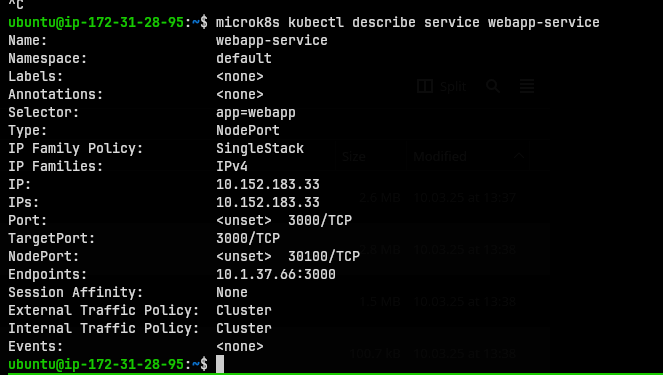 ^C
ubuntu@ip-172-31-28-95:~$ microk8s kubectl describe service webapp-service
Name:                     webapp-service
Namespace:                default
Labels:                   <none>
Annotations:              <none>
Selector:                 app=webapp
Type:                     NodePort
IP Family Policy:         SingleStack
IP Families:              IPv4
IP:                       10.152.183.33
IPs:                      10.152.183.33
Port:                     <unset>  3000/TCP
TargetPort:               3000/TCP
NodePort:                 <unset>  30100/TCP
Endpoints:                10.1.37.66:3000
Session Affinity:         None
External Traffic Policy:  Cluster
Internal Traffic Policy:  Cluster
Events:                   <none>
ubuntu@ip-172-31-28-95:~$
Split
Size Modified